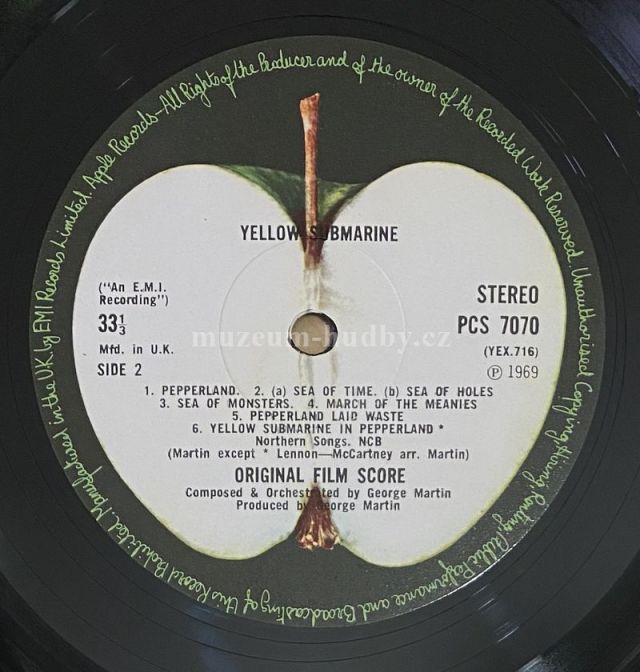 Manufactured in the U.K. by EMI Records Limited. Apple Records—All Rights of the Producer and of the owner of the Recorded Work Reserved. Unauthorised Copying, Hiring, Renting, Public Performance and Broadcasting of this Record Prohibited.
YELLOW SUBMARINE
("An E.M.I.
Recording")
33⅓
Mfd. in U.K.
SIDE 2
STEREO
PCS 7070
(YEX.716)
℗ 1969
muzeum-hudby.cz
1. PEPPERLAND. 2. (a) SEA OF TIME. (b) SEA OF HOLES
3. SEA OF MONSTERS. 4. MARCH OF THE MEANIES
5. PEPPERLAND LAID WASTE
6. YELLOW SUBMARINE IN PEPPERLAND *
Northern Songs. NCB
(Martin except * Lennon—McCartney arr. Martin)
ORIGINAL FILM SCORE
Composed & Orchestrated by George Martin
Produced by George Martin